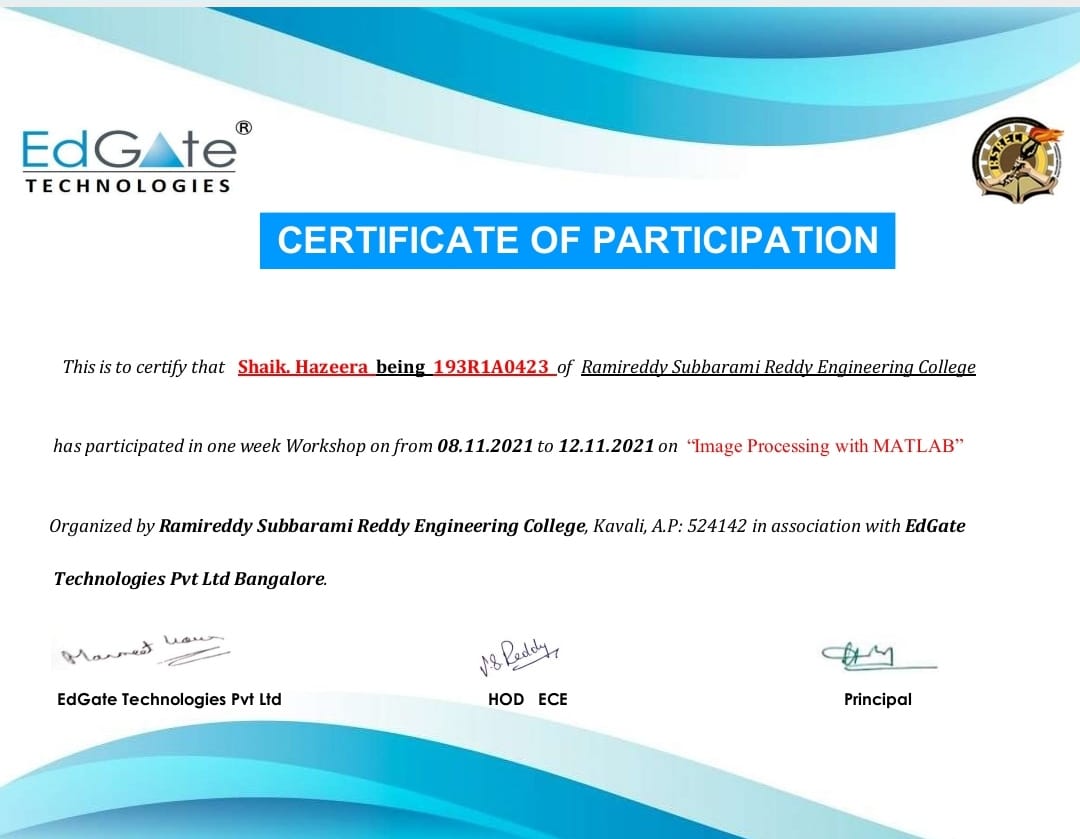 EdGate®
TECHNOLOGIES
RSREC
CERTIFICATE OF PARTICIPATION
This is to certify that Shaik. Hazeera being 193R1A0423 of Ramireddy Subbarami Reddy Engineering College
has participated in one week Workshop on from 08.11.2021 to 12.11.2021 on “Image Processing with MATLAB”
Organized by Ramireddy Subbarami Reddy Engineering College, Kavali, A.P: 524142 in association with EdGate
Technologies Pvt Ltd Bangalore.
Reddy
EdGate Technologies Pvt Ltd HOD ECE Principal